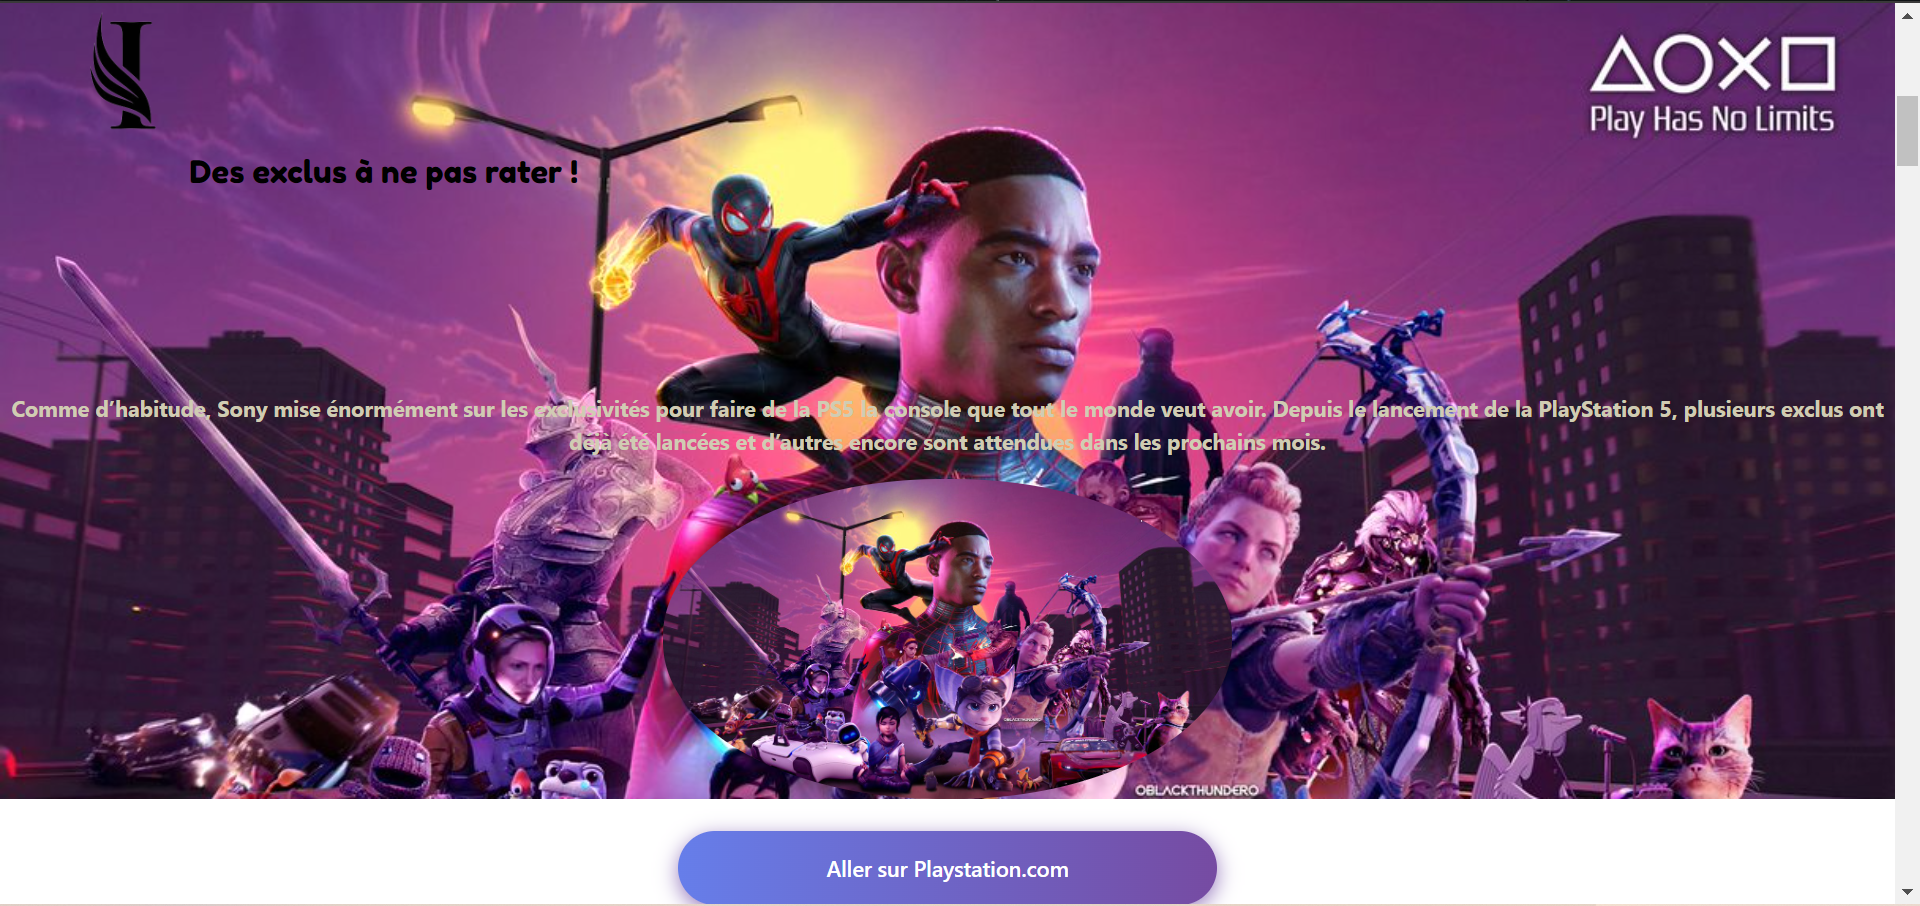 Play Has No Limits
Des exclus à ne pas rater !
Comme d’habitude, Sony mise énormément sur les exclusivités pour faire de la PS5 la console que tout le monde veut avoir. Depuis le lancement de la PlayStation 5, plusieurs exclus ont
déjà été lancées et d’autres encore sont attendues dans les prochains mois.
OBLACKTHUNDERO
OBLACKTHUNDERO
Aller sur Playstation.com